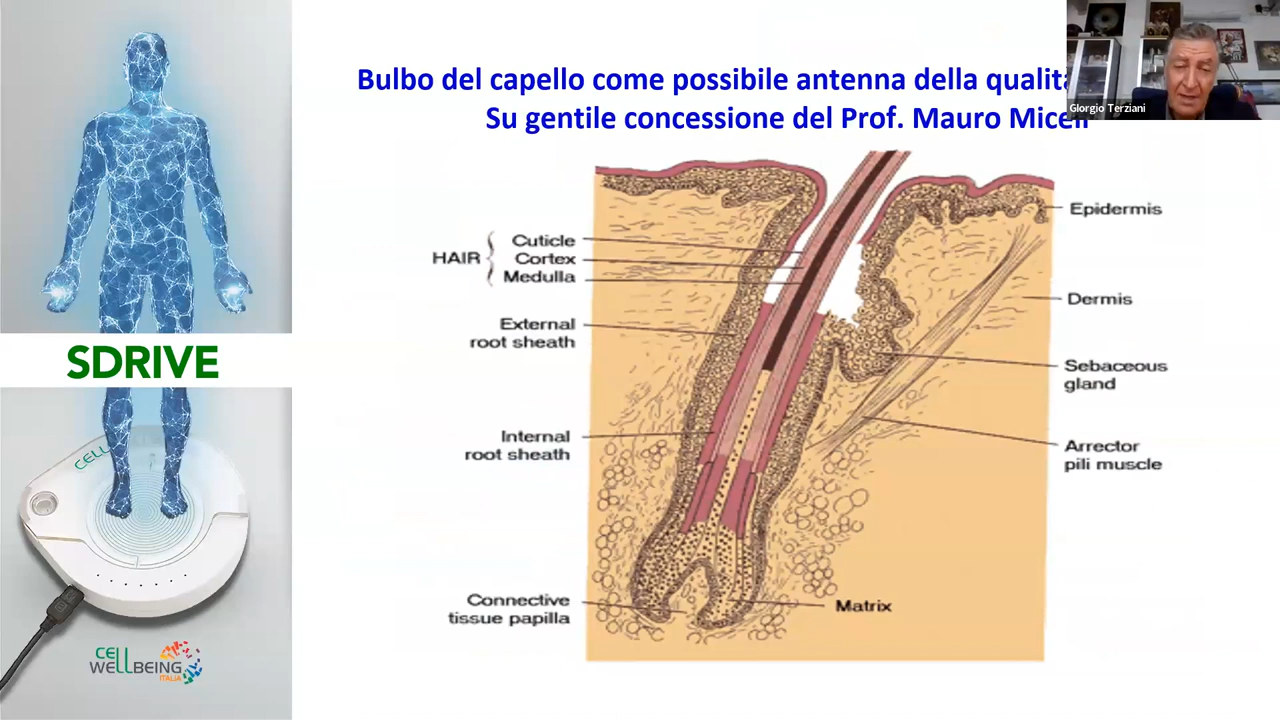 Bulbo del capello come possibile antenna della
Su gentile concessione del Prof. Mauro
Giorgio Terziani
Epidermis
Cuticle
HAIR
Cortex
Medulla
Dermis
External
root sheath
SDRIVE
Sebaceous
gland
Internal
root sheath
Arrector
pili muscle
CELL
Connective
tissue papilla
Matrix
CELL
WELLBEING
ITALIA